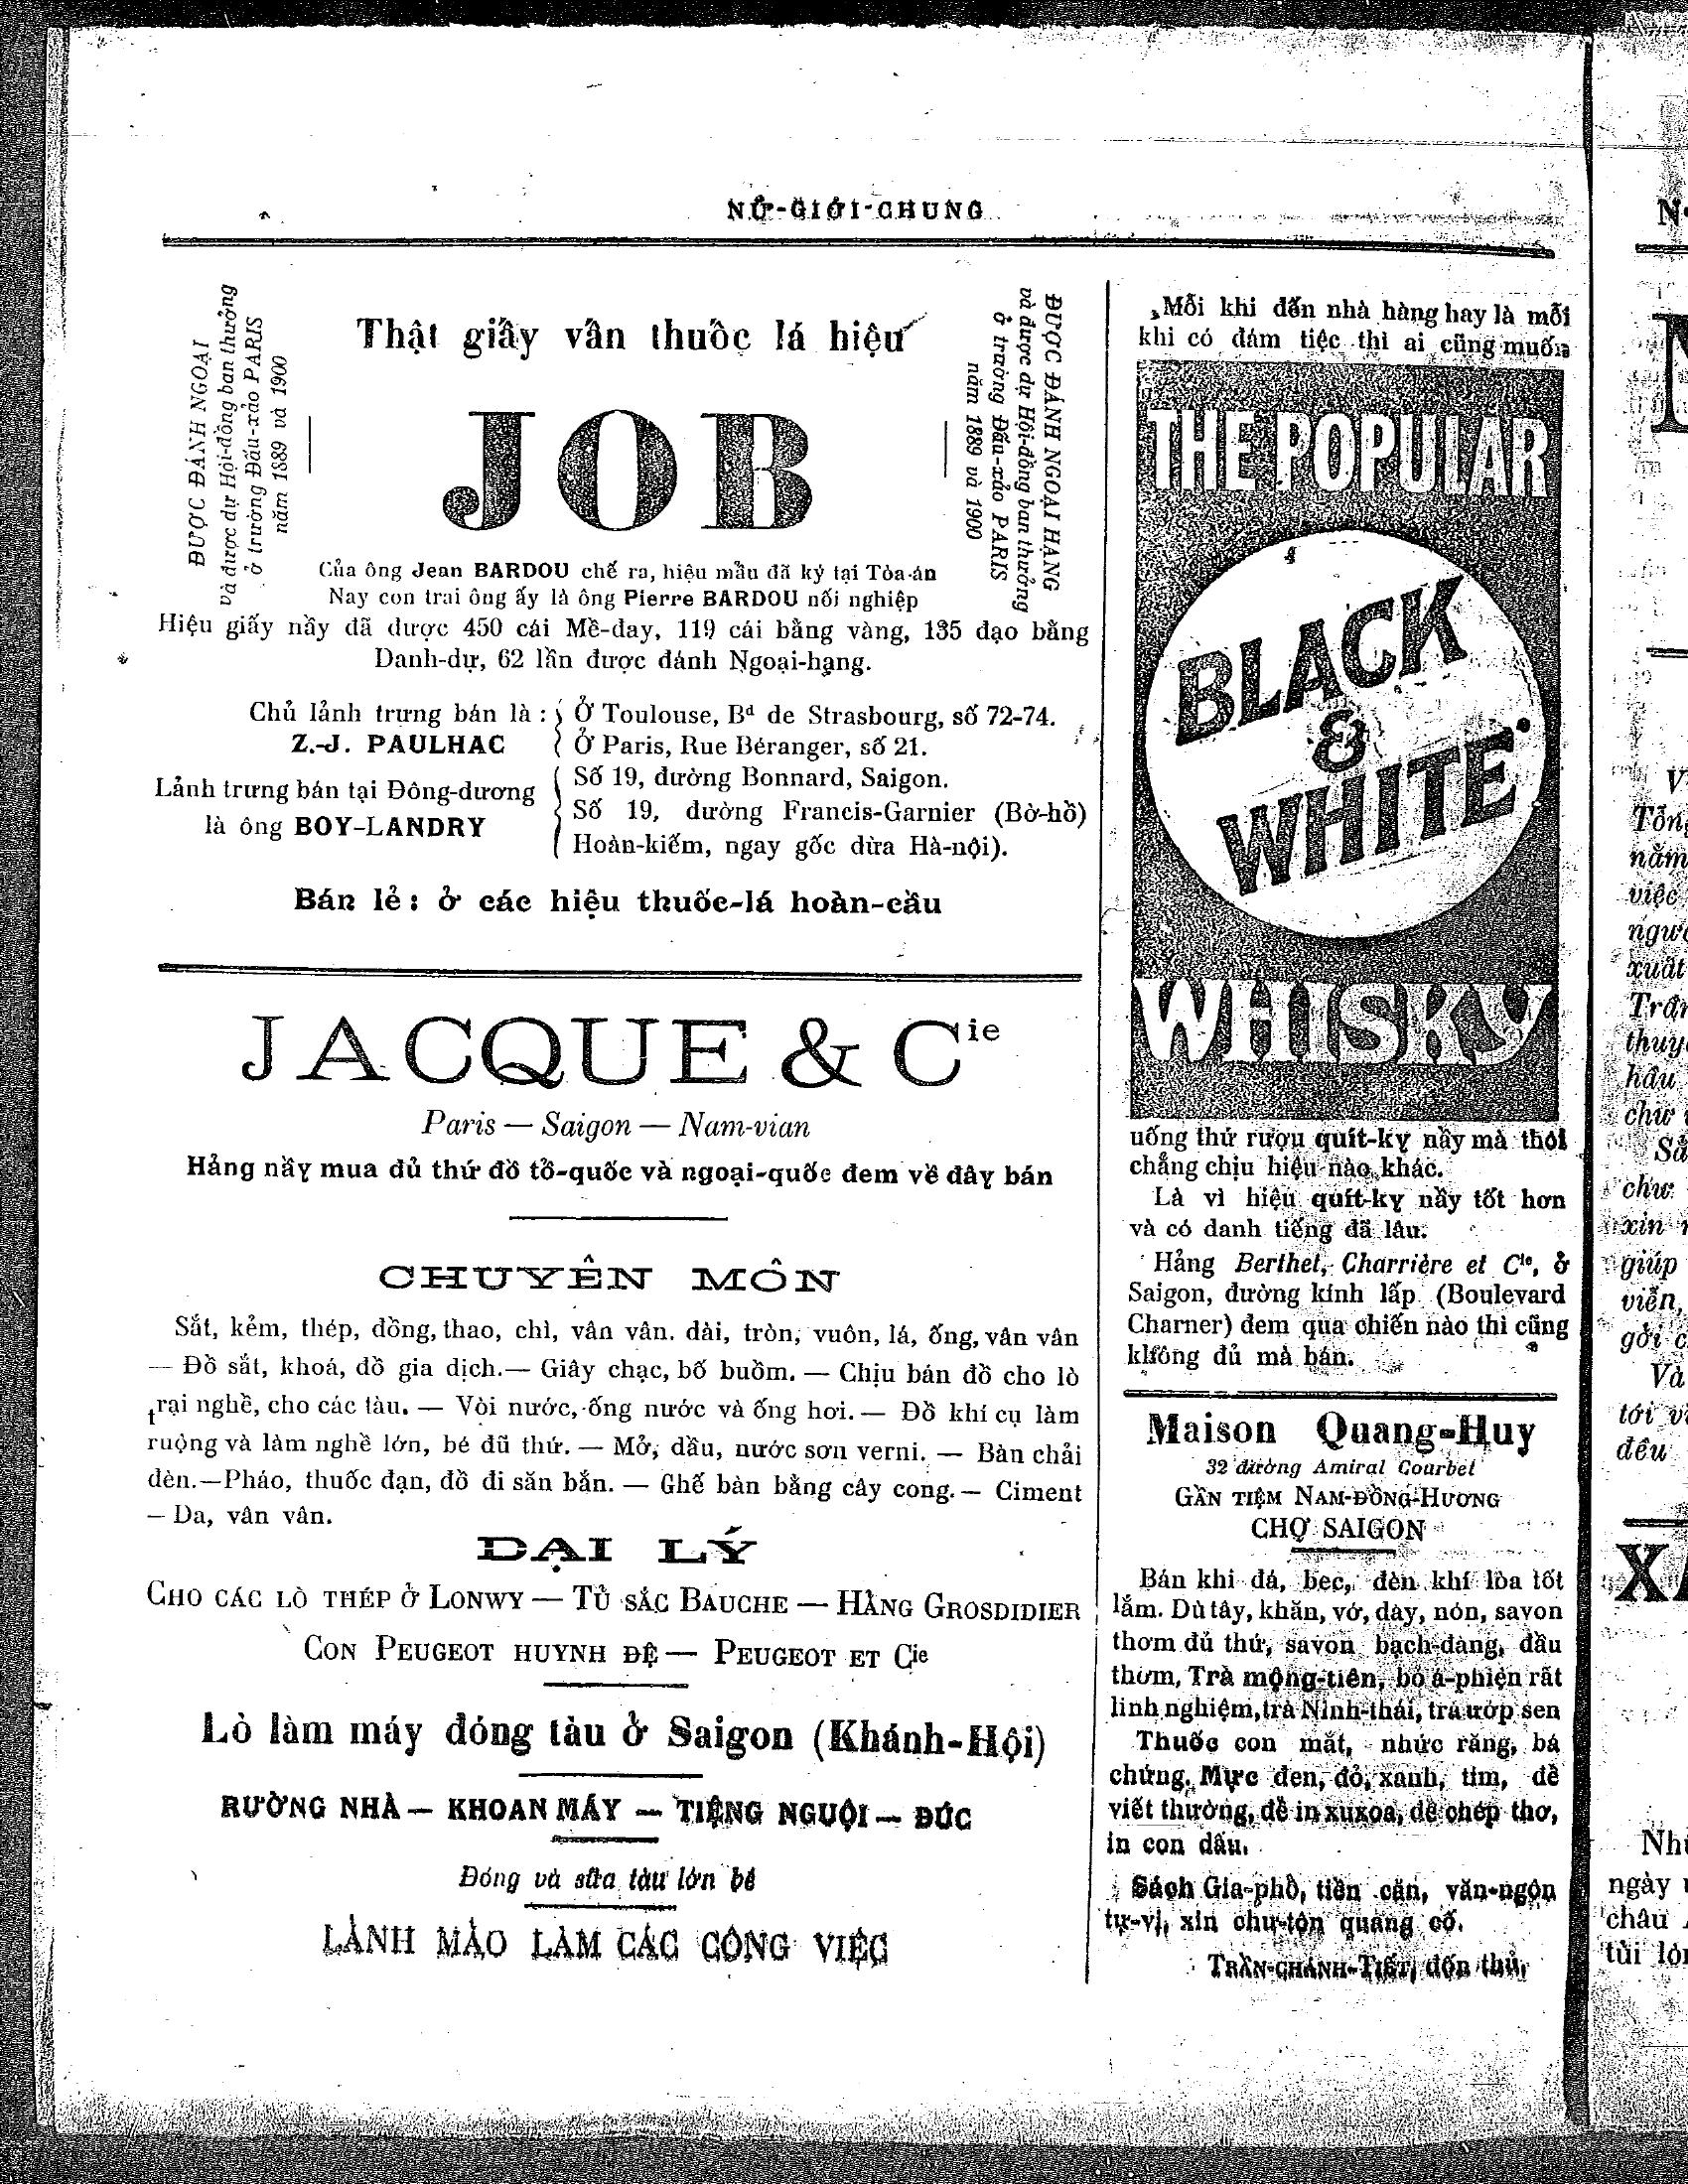 NỮ-GIỚI-CHUNG
ĐƯỢC ĐÁNH NGOẠI
và được dự Hội-đồng ban thưởng
ở trường Đấu-xảo PARIS
năm 1889 và 1900
Thật giấy vấn thuốc lá hiệu
JOB
ĐƯỢC ĐÁNH NGOẠI HẠNG
và được dự Hội-đồng ban thưởng
ở trường Đấu-xảo PARIS
năm 1889 và 1900
Của ông Jean BARDOU chế ra, hiệu mẫu đã ký tại Tòa-án
Nay con trai ông ấy là ông Pierre BARDOU nối nghiệp
Hiệu giấy nầy đã được 450 cái Mề-đay, 119 cái bằng vàng, 135 đạo bằng
Danh-dự, 62 lần được đánh Ngoại-hạng.
Chủ lảnh trưng bán là :
Z.-J. PAULHAC
Ở Toulouse, Bd de Strasbourg, số 72-74.
Ở Paris, Rue Béranger, số 21.
Lảnh trưng bán tại Đông-dương
là ông BOY-LANDRY
Số 19, đường Bonnard, Saigon.
Số 19, đường Francis-Garnier (Bờ-hồ)
Hoàn-kiếm, ngay gốc dừa Hà-nội).
Bán lẻ : ở các hiệu thuốc-lá hoàn-cầu
JACQUE & Cie
Paris — Saigon — Nam-vian
Hảng nầy mua đủ thứ đồ tổ-quốc và ngoại-quốc đem về đây bán
CHUYÊN MÔN
Sắt, kẻm, thép, đồng, thao, chì, vân vân. dài, tròn, vuôn, lá, ống, vân vân
— Đồ sắt, khoá, đồ gia dịch. — Giây chạc, bố buồm. — Chịu bán đồ cho lò
trại nghề, cho các tàu. — Vòi nước, ống nước và ống hơi. — Đồ khí cụ làm
ruộng và làm nghề lớn, bé đũ thứ. — Mở, dầu, nước sơn verni. — Bàn chải
đèn. — Pháo, thuốc đạn, đồ đi săn bắn. — Ghế bàn bằng cây cong. — Ciment
— Da, vân vân.
ĐẠI LÝ
CHO CÁC LÒ THÉP Ở LONWY — TỦ SẮC BAUCHE — HẢNG GROSDIDIER
CON PEUGEOT HUYNH ĐỆ — PEUGEOT ET Cie
Lò làm máy đóng tàu ở Saigon (Khánh-Hội)
RƯỜNG NHÀ — KHOAN MÁY — TIỆNG NGUỘI — ĐÚC
Đóng và sữa tàu lớn bé
LẢNH MÀO LÀM CÁC CÔNG VIỆC
Mỗi khi đến nhà hàng hay là mỗi
khi có đám tiệc thì ai cũng muốn
THE POPULAR
BLACK
&
WHITE
WHISKY
uống thứ rượu quít-ky nầy mà thôi
chẳng chịu hiệu nào khác.
Là vì hiệu quít-ky nầy tốt hơn
và có danh tiếng đã lâu.
Hảng Berthet, Charrière et Cie, ở
Saigon, đường kinh lấp (Boulevard
Charner) đem qua chiến nào thì cũng
không đủ mà bán.
Maison Quang-Huy
32 đường Amiral Courbet
GẦN TIỆM NAM-ĐỒNG-HƯƠNG
CHỢ SAIGON
Bán khi đá, bec, đèn khí lòa tốt
lắm. Dù tây, khăn, vớ, dày, nón, savon
thơm đủ thứ, savon bạch-đàng, dầu
thơm, Trà mộng-tiên, bỏ á-phiện rất
linh nghiệm, trà Ninh-thái, trà ướp sen
Thuốc con mắt, nhức răng, bá
chứng. Mực đen, đỏ, xanh, tím, để
viết thường, để in xuxoa, để chép thơ,
in con dấu.
Sách Gia-phổ, tiền căn, văn-ngôn
tự-vị, xin chư-tôn quang cố.
TRẦN-CHÁNH-TIẾT, đốn thủ,